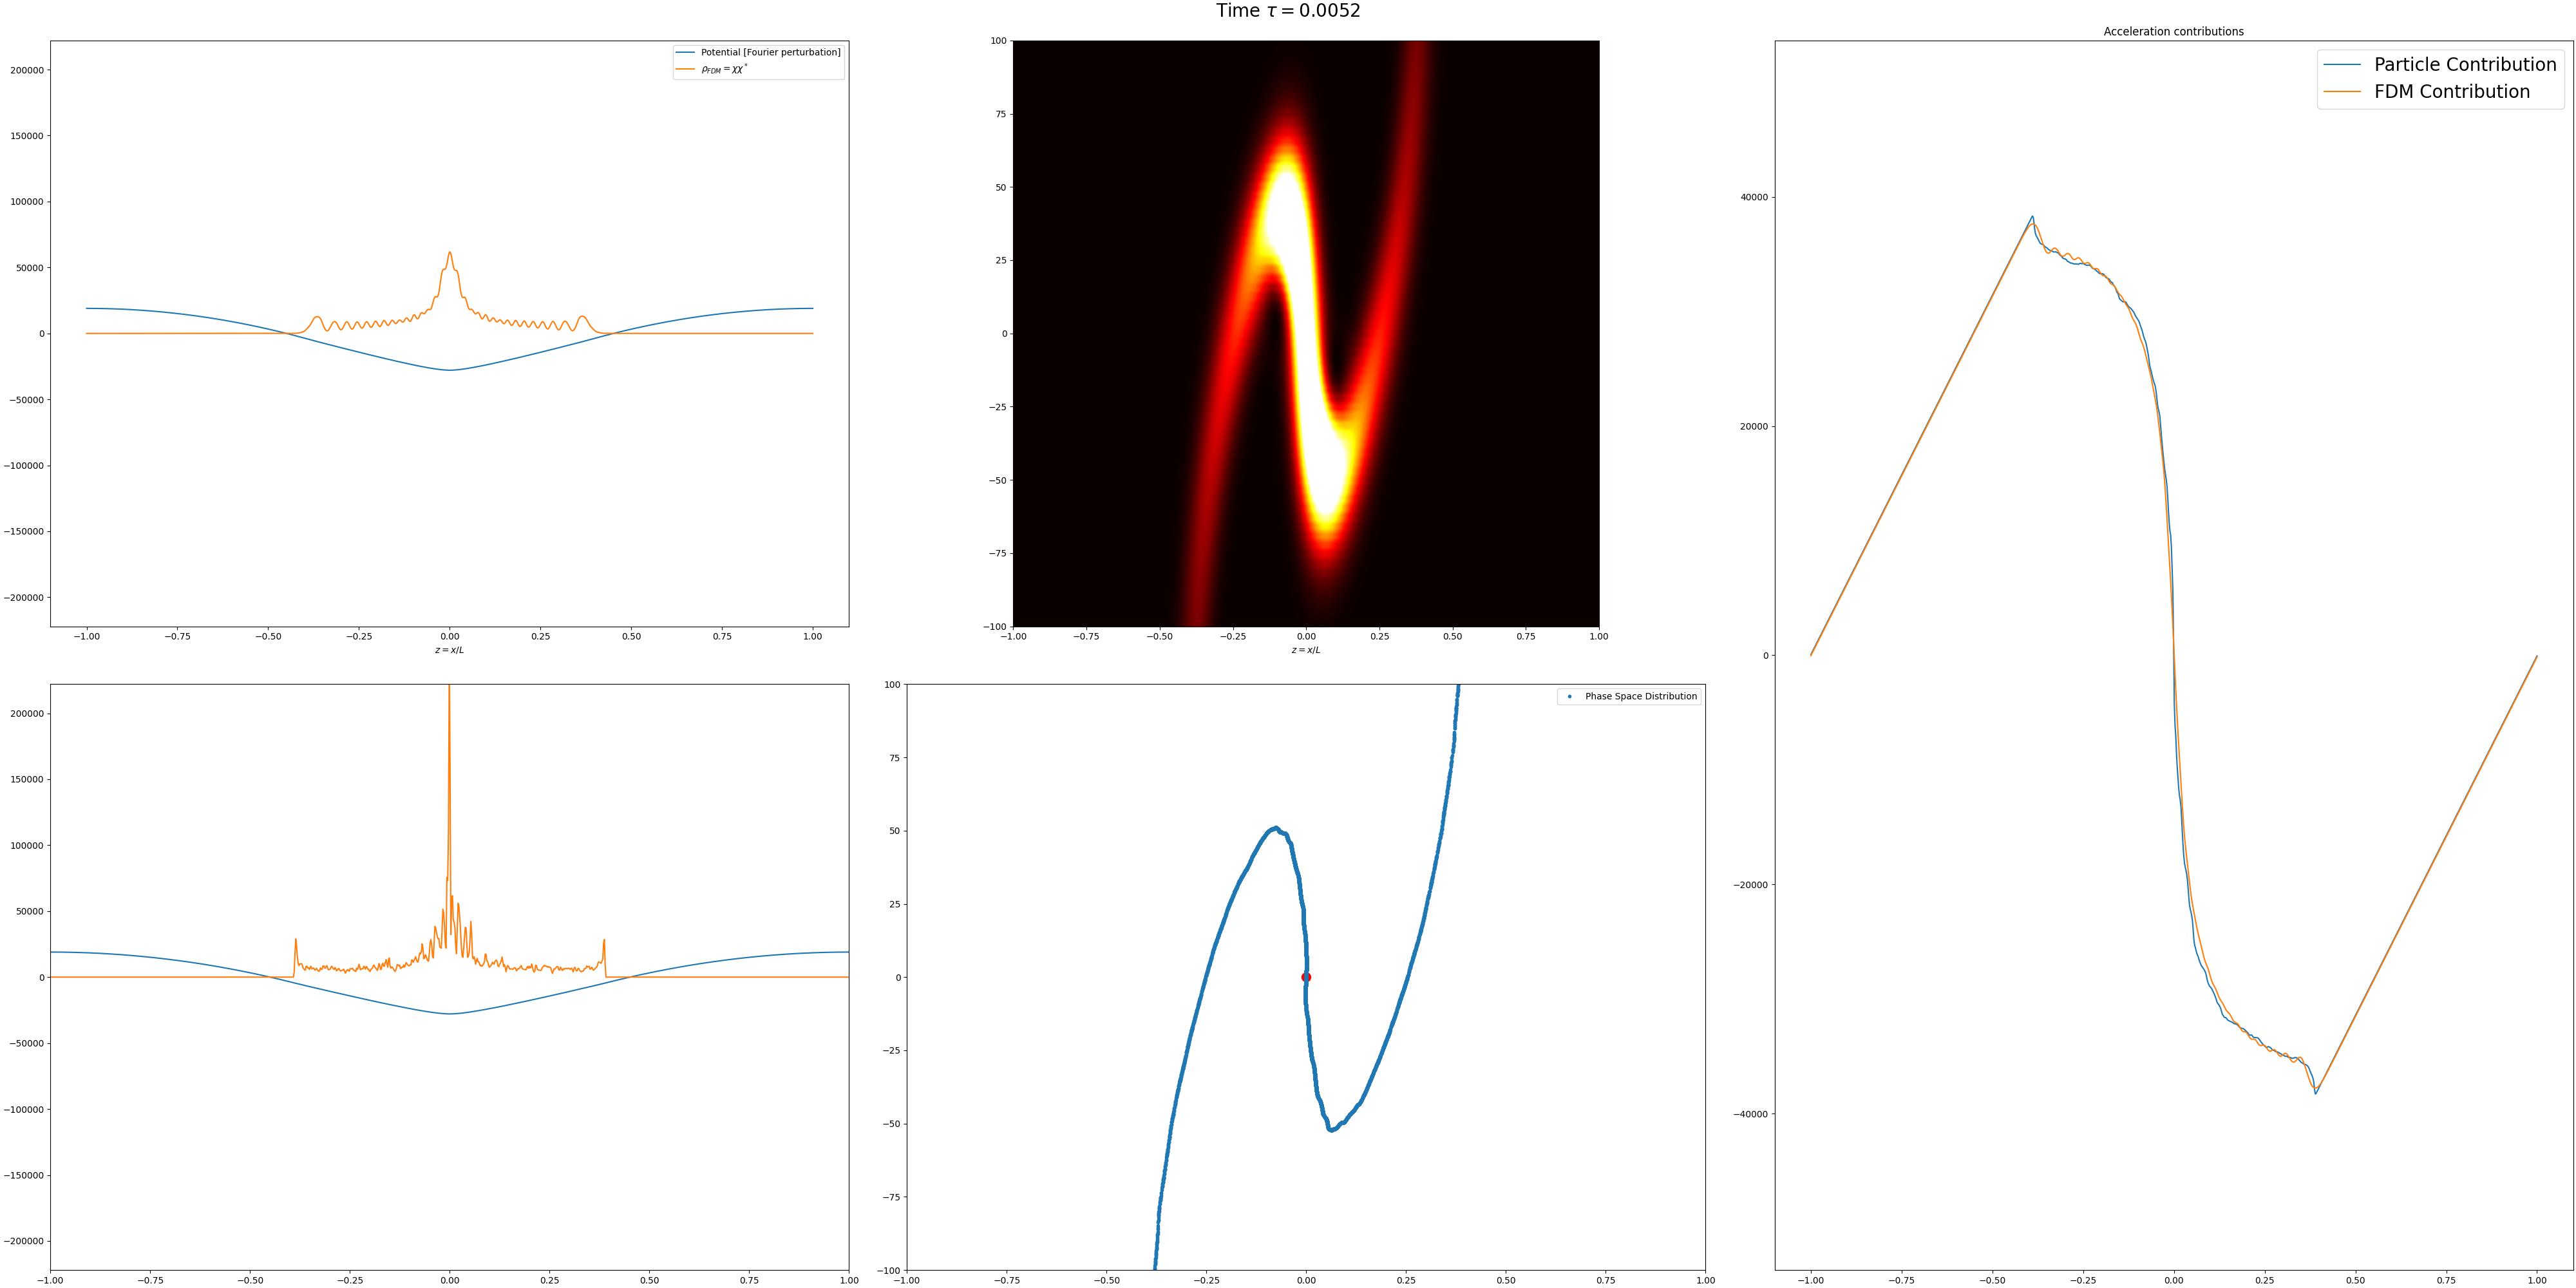 Time τ = 0.0052
Potential [Fourier perturbation]
ρ_FDM = χχ*
200000
150000
100000
50000
0
−50000
−100000
−150000
−200000
−1.00 −0.75 −0.50 −0.25 0.00 0.25 0.50 0.75 1.00
z = x/L
100
75
50
25
0
−25
−50
−75
−100
−1.00 −0.75 −0.50 −0.25 0.00 0.25 0.50 0.75 1.00
z = x/L
Acceleration contributions
Particle Contribution
FDM Contribution
40000
20000
0
−20000
−40000
−1.00 −0.75 −0.50 −0.25 0.00 0.25 0.50 0.75 1.00
200000
150000
100000
50000
0
−50000
−100000
−150000
−200000
−1.00 −0.75 −0.50 −0.25 0.00 0.25 0.50 0.75 1.00
Phase Space Distribution
100
75
50
25
0
−25
−50
−75
−100
−1.00 −0.75 −0.50 −0.25 0.00 0.25 0.50 0.75 1.00